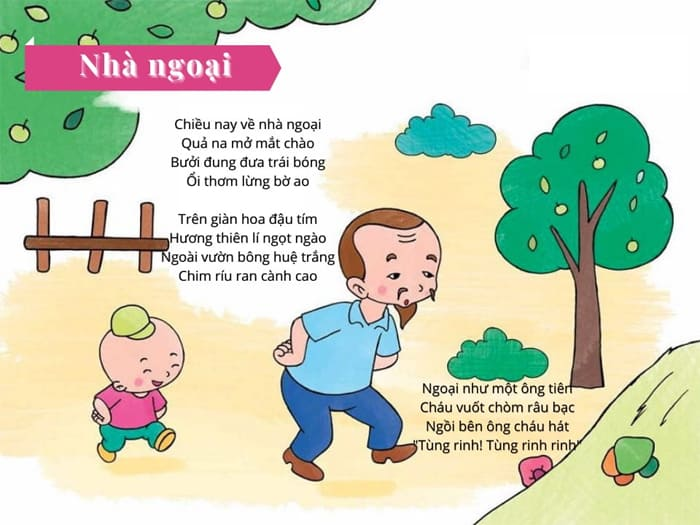 Nhà ngoại
Chiều nay về nhà ngoại
Quả na mở mắt chào
Bưởi đung đưa trái bóng
Ổi thơm lừng bờ ao
Trên giàn hoa đậu tím
Hương thiên lí ngọt ngào
Ngoài vườn bông huệ trắng
Chim ríu ran cành cao
Ngoại như một ông tiên
Cháu vuốt chòm râu bạc
Ngồi bên ông cháu hát
"Tùng rinh! Tùng rinh rinh"